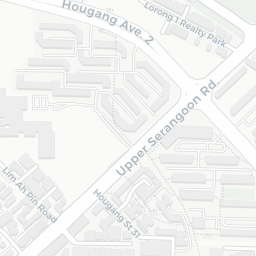 Hougang Ave. 2
Lorong 1 Realty Park
Upper Serangoon Rd
Lim Ah Pin Road
Hougang St 31